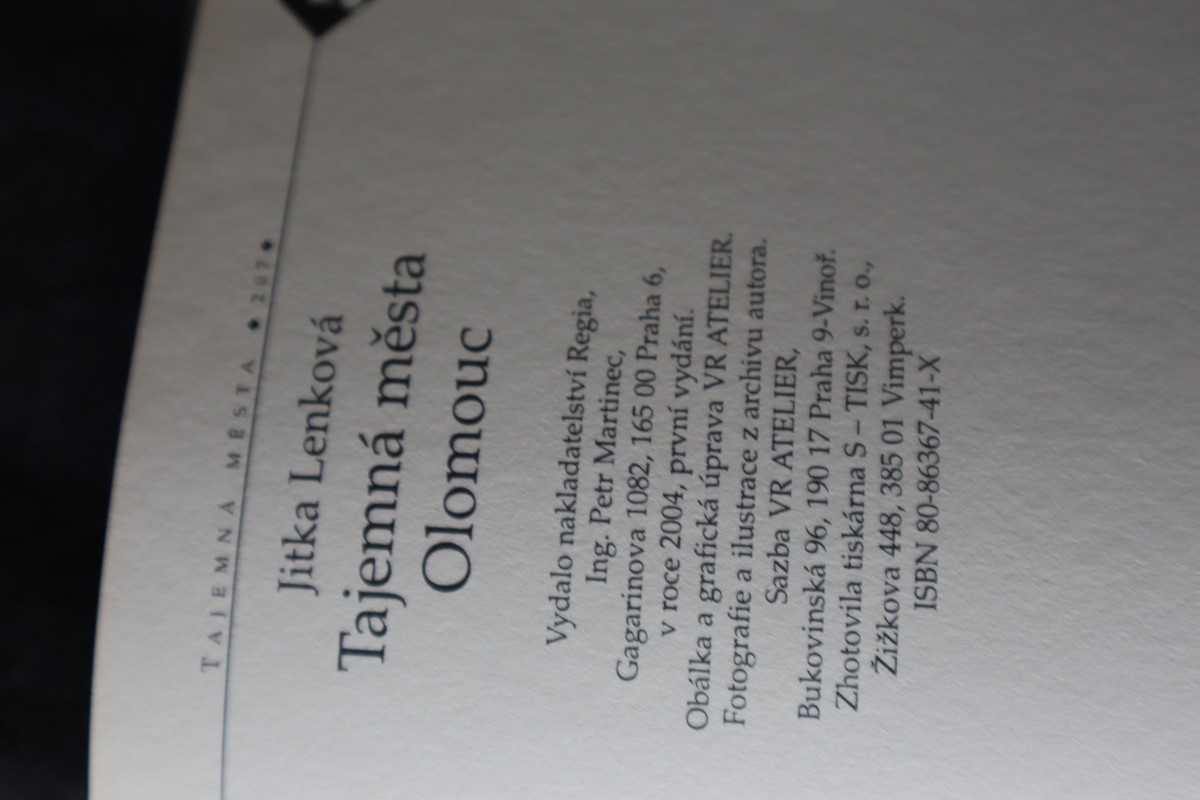 TAJEMNÁ MĚSTA ♦ 207 ♦
Jitka Lenková
Tajemná města
Olomouc
Vydalo nakladatelství Regia,
Ing. Petr Martinec,
Gagarinova 1082, 165 00 Praha 6,
v roce 2004, první vydání.
Obálka a grafická úprava VR ATELIER.
Fotografie a ilustrace z archivu autora.
Sazba VR ATELIER,
Bukovinská 96, 190 17 Praha 9-Vinoř.
Zhotovila tiskárna S – TISK, s. r. o.,
Žižkova 448, 385 01 Vimperk.
ISBN 80-86367-41-X